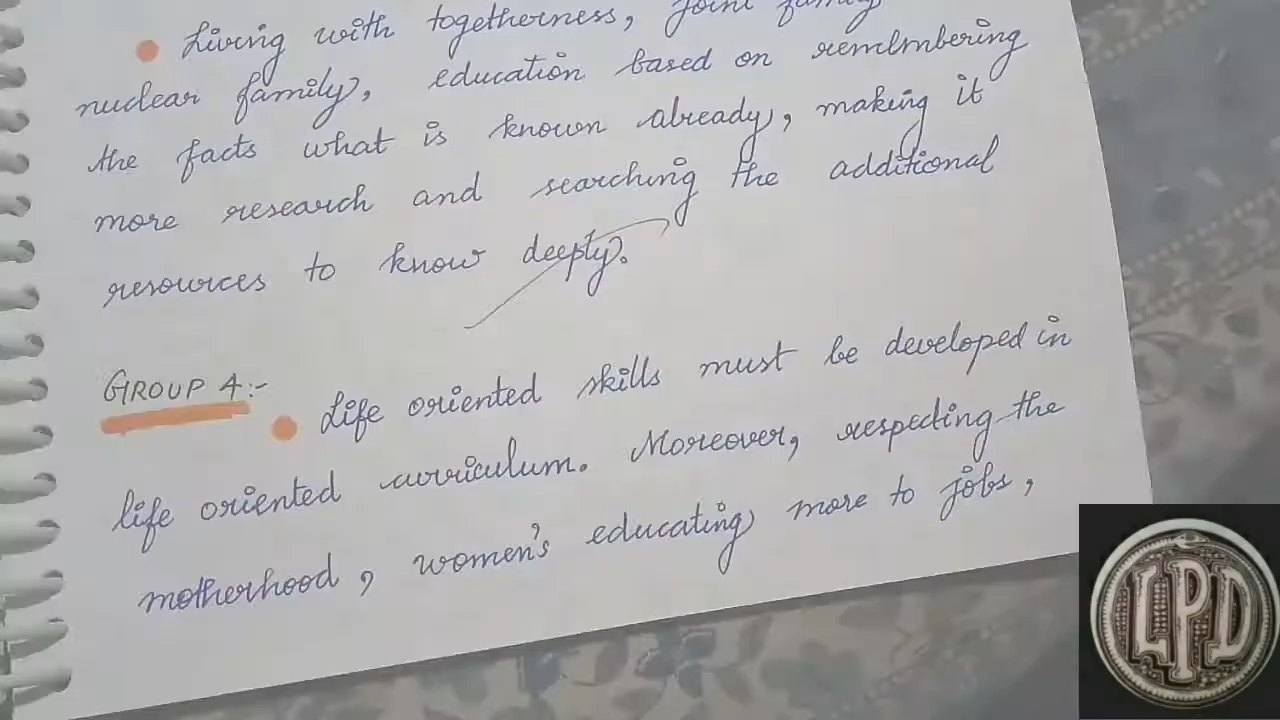 Living with togetherness, joint family
nuclear family, education based on remembering
the facts what is known already, making it
more research and searching the additional
resources to know deeply.
GROUP 4:-
Life oriented skills must be developed in
life oriented curriculum. Moreover, respecting the
motherhood, women's educating more to jobs,
LPD